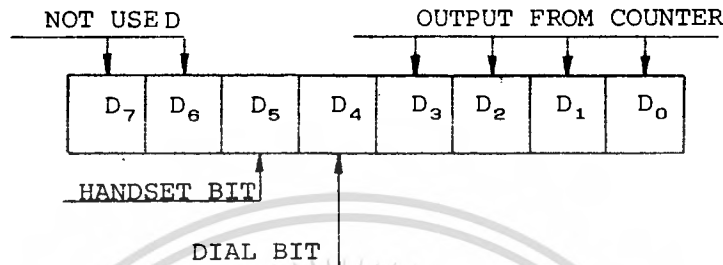 NOT USED OUTPUT FROM COUNTER
D₇ D₆ D₅ D₄ D₃ D₂ D₁ D₀
HANDSET BIT
DIAL BIT